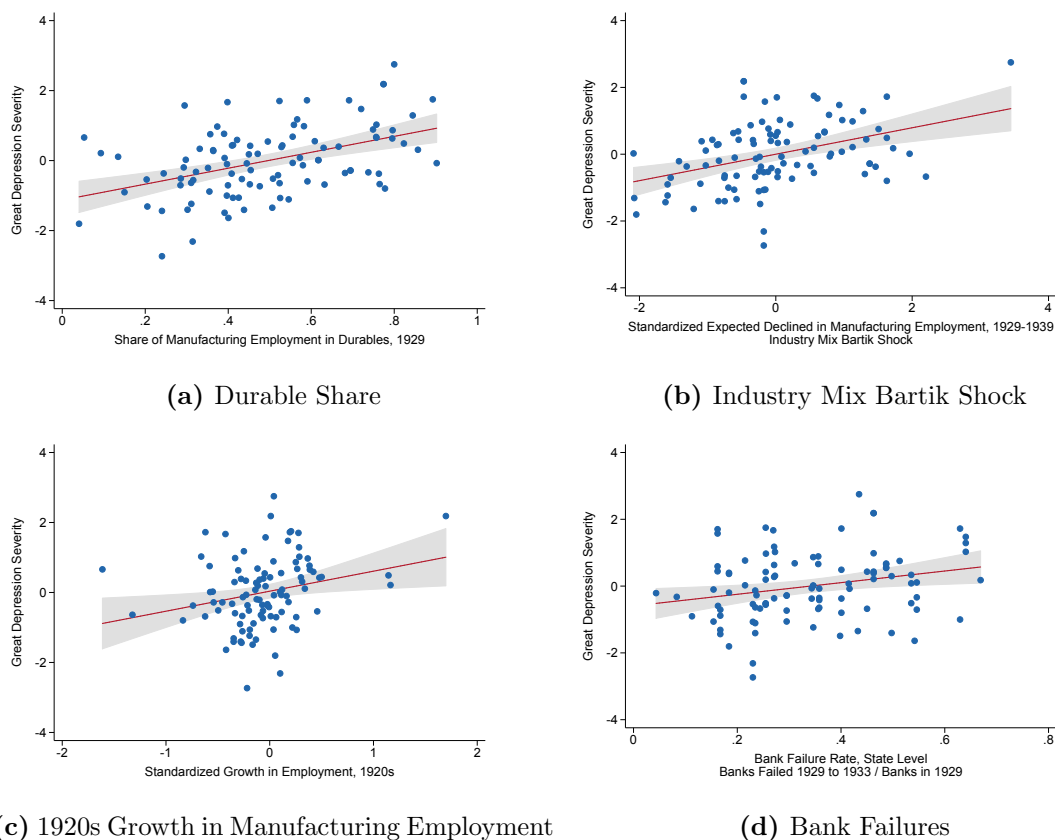 4
2
0
-2
-4
Great Depression Severity
0 .2 .4 .6 .8 1
Share of Manufacturing Employment in Durables, 1929
(a) Durable Share
4
2
0
-2
-4
Great Depression Severity
-2 0 2 4
Standardized Expected Declined in Manufacturing Employment, 1929-1939
Industry Mix Bartik Shock
(b) Industry Mix Bartik Shock
4
2
0
-2
-4
Great Depression Severity
-2 -1 0 1 2
Standardized Growth in Employment, 1920s
c) 1920s Growth in Manufacturing Employment
4
2
0
-2
-4
Great Depression Severity
0 .2 .4 .6 .8
Bank Failure Rate, State Level
Banks Failed 1929 to 1933 / Banks in 1929
(d) Bank Failures